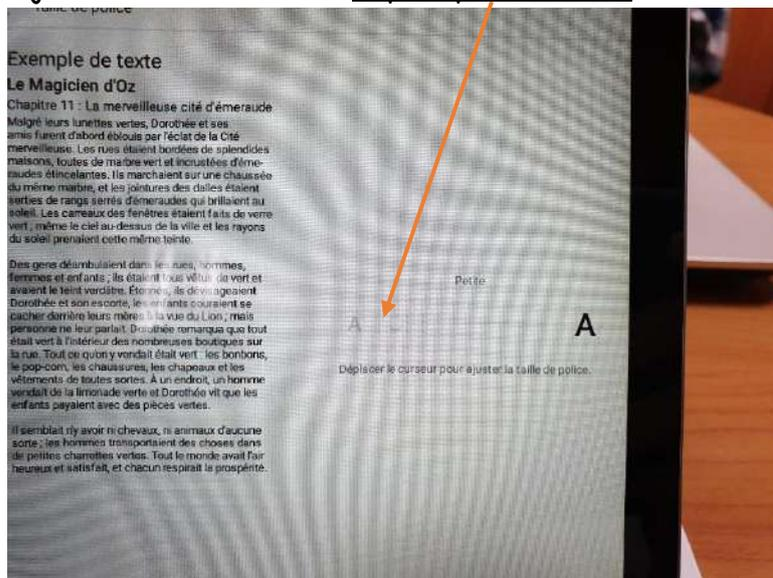 Taille de police
Exemple de texte
Le Magicien d'Oz
Chapitre 11 : La merveilleuse cité d'émeraude
Malgré leurs lunettes vertes, Dorothée et ses
amis furent d'abord éblouis par l'éclat de la Cité
merveilleuse. Les rues étaient bordées de splendides
maisons, toutes de marbre vert et incrustées d'éme-
raudes étincelantes. Ils marchaient sur une chaussée
du même marbre, et les jointures des dalles étaient
serties de rangs serrés d'émeraudes qui brillaient au
soleil. Les carreaux des fenêtres étaient faits de verre
vert ; même le ciel au-dessus de la ville et les rayons
du soleil prenaient cette même teinte.
Des gens déambulaient dans les rues, hommes,
femmes et enfants ; ils étaient tous vêtus de vert et
avaient le teint verdâtre. Étonnés, ils dévisageaient
Dorothée et son escorte, les enfants couraient se
cacher derrière leurs mères à la vue du Lion ; mais
personne ne leur parlait. Dorothée remarqua que tout
était vert à l'intérieur des nombreuses boutiques sur
la rue. Tout ce qu'on y vendait était vert : les bonbons,
le pop-corn, les chaussures, les chapeaux et les
vêtements de toutes sortes. À un endroit, un homme
vendait de la limonade verte et Dorothée vit que les
enfants payaient avec des pièces vertes.
Il semblait n'y avoir ni chevaux, ni animaux d'aucune
sorte ; les hommes transportaient des choses dans
de petites charrettes vertes. Tout le monde avait l'air
heureux et satisfait, et chacun respirait la prospérité.
Petite
A A
Déplacer le curseur pour ajuster la taille de police.